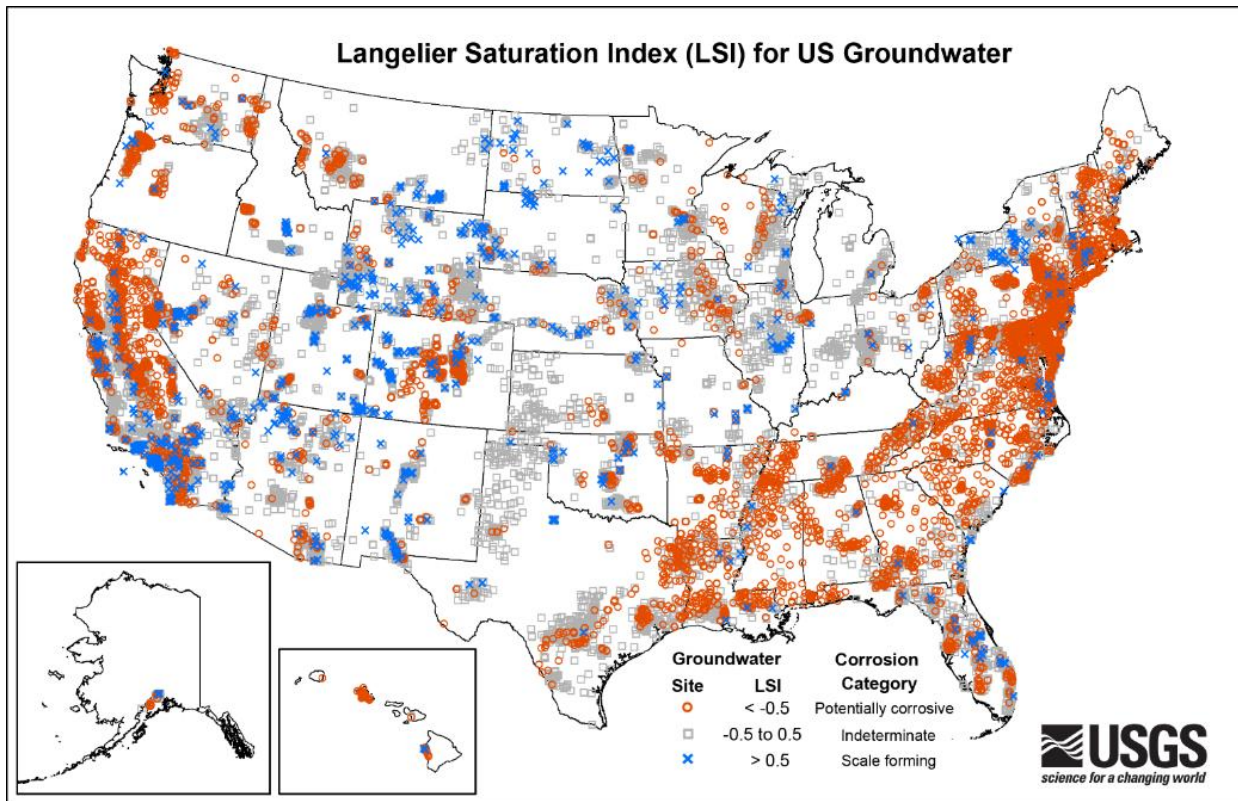 Langelier Saturation Index (LSI) for US Groundwater
Groundwater Corrosion
Site LSI Category
< -0.5 Potentially corrosive
-0.5 to 0.5 Indeterminate
> 0.5 Scale forming
USGS
science for a changing world